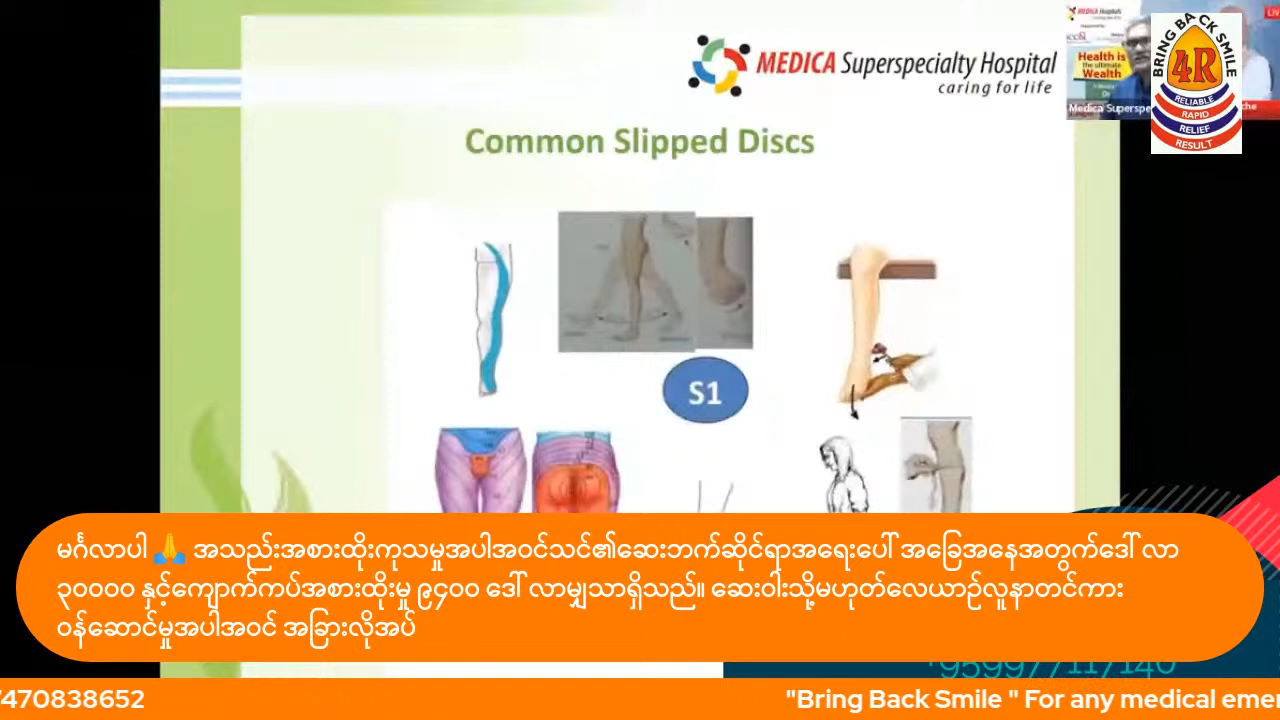 MEDICA Superspecialty Hospital
caring for life
Common Slipped Discs
S1
Health is
the ultimate
Wealth
BRING BACK SMILE
4R
RELIABLE
RAPID
RELIEF
RESULT
မင်္ဂလာပါ 🙏 အသည်းအစားထိုးကုသမှုအပါအဝင်သင်၏ဆေးဘက်ဆိုင်ရာအရေးပေါ် အခြေအနေအတွက်ဒေါ် လာ
၃၀၀၀၀ နှင့်ကျောက်ကပ်အစားထိုးမှု ၉၄၀၀ ဒေါ် လာမျှသာရှိသည်။ ဆေးဝါးသို့မဟုတ်လေယာဉ်လူနာတင်ကား
ဝန်ဆောင်မှုအပါအဝင် အခြားလိုအပ်
+959977117140
7470838652
"Bring Back Smile " For any medical emer